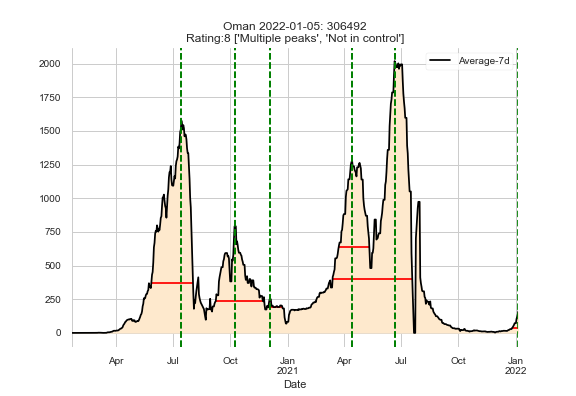 Oman 2022-01-05: 306492
Rating:8 ['Multiple peaks', 'Not in control']
Average-7d
2000
1750
1500
1250
1000
750
500
250
0
Apr
Jul
Oct
Jan
2021
Apr
Jul
Oct
Jan
2022
Date